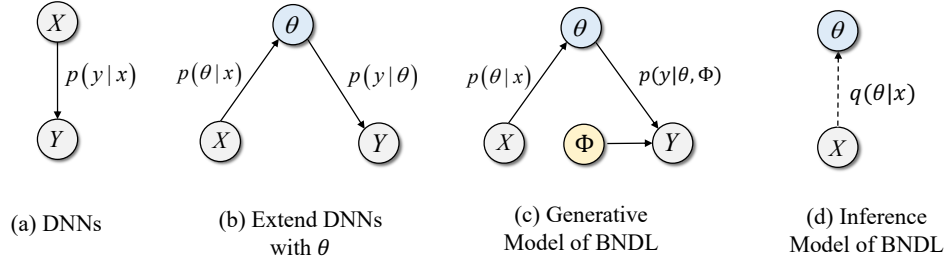 X
p(y|x)
Y
(a) DNNs
θ
p(θ|x)
p(y|θ)
X
Y
(b) Extend DNNs
with θ
θ
p(θ|x)
p(y|θ, Φ)
X
Φ
Y
(c) Generative
Model of BNDL
θ
q(θ|x)
X
(d) Inference
Model of BNDL